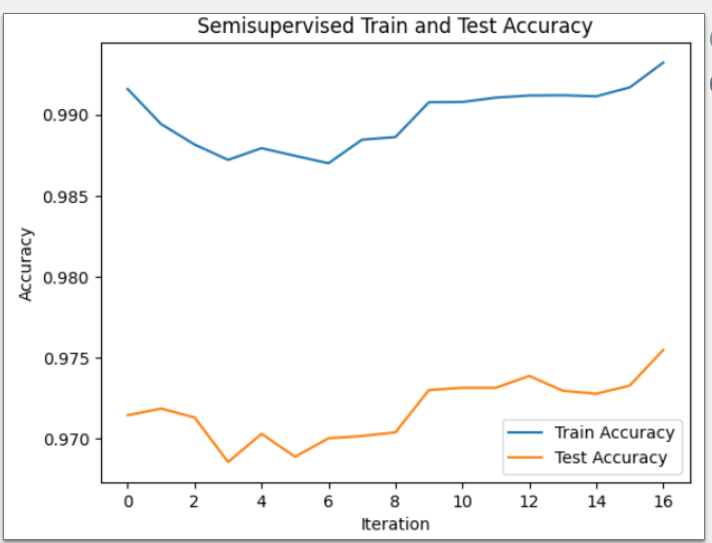 Semisupervised Train and Test Accuracy
0.990
0.985
0.980
0.975
0.970
Accuracy
Train Accuracy
Test Accuracy
0 2 4 6 8 10 12 14 16
Iteration